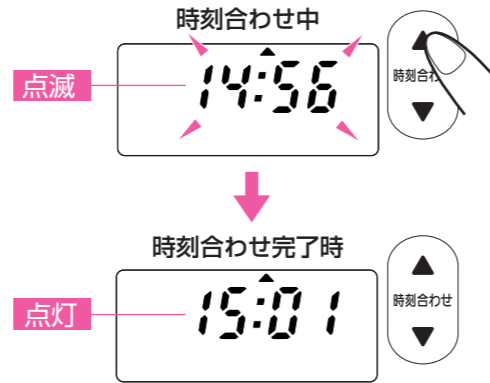 時刻合わせ中
点滅
14:56
▲
時刻合わ
▼
時刻合わせ完了時
点灯
15:01
▲
時刻合わせ
▼